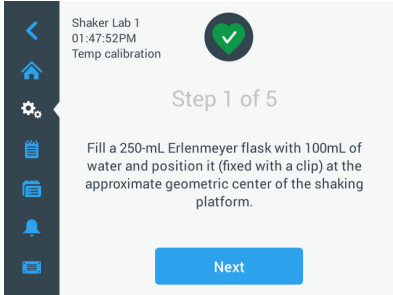 Shaker Lab 1
01:47:52PM
Temp calibration
Step 1 of 5
Fill a 250-mL Erlenmeyer flask with 100mL of
water and position it (fixed with a clip) at the
approximate geometric center of the shaking
platform.
Next